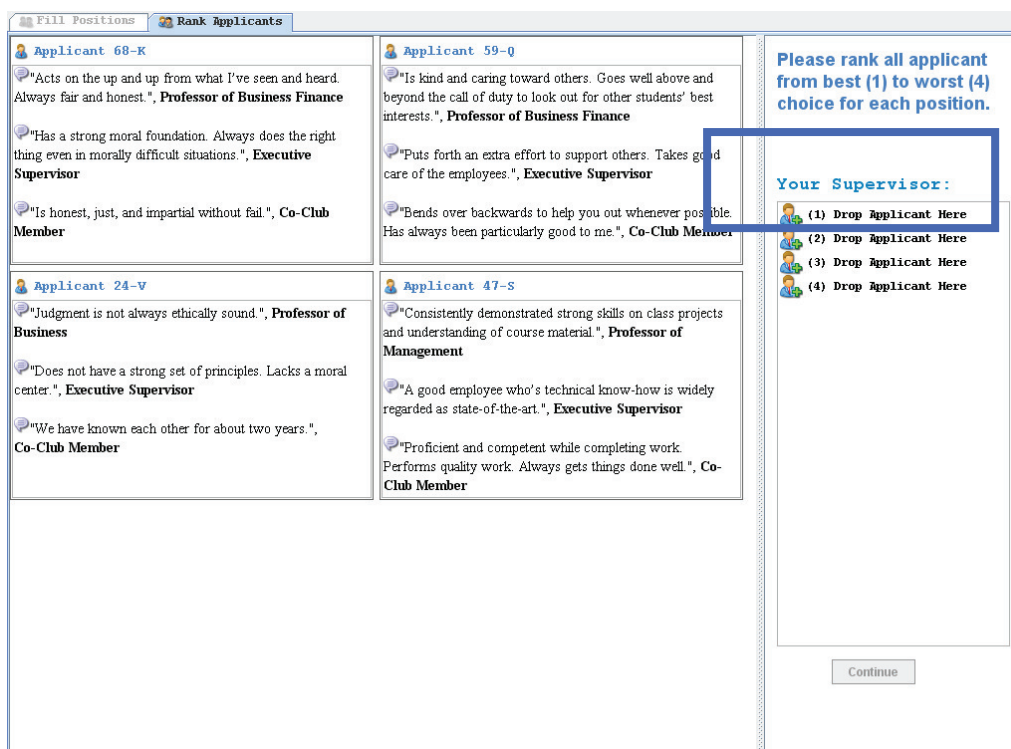 Fill Positions
Rank Applicants
Applicant 68-K
"Acts on the up and up from what I've seen and heard.
Always fair and honest.", Professor of Business Finance
"Has a strong moral foundation. Always does the right
thing even in morally difficult situations.", Executive
Supervisor
"Is honest, just, and impartial without fail.", Co-Club
Member
Applicant 59-Q
"Is kind and caring toward others. Goes well above and
beyond the call of duty to look out for other students' best
interests.", Professor of Business Finance
"Puts forth an extra effort to support others. Takes good
care of the employees.", Executive Supervisor
"Bends over backwards to help you out whenever possible.
Has always been particularly good to me.", Co-Club Member
Applicant 24-V
"Judgment is not always ethically sound.", Professor of
Business
"Does not have a strong set of principles. Lacks a moral
center.", Executive Supervisor
"We have known each other for about two years.",
Co-Club Member
Applicant 47-S
"Consistently demonstrated strong skills on class projects
and understanding of course material.", Professor of
Management
"A good employee who's technical know-how is widely
regarded as state-of-the-art.", Executive Supervisor
"Proficient and competent while completing work.
Performs quality work. Always gets things done well.", Co-
Club Member
Please rank all applicant
from best (1) to worst (4)
choice for each position.
Your Supervisor:
(1) Drop Applicant Here
(2) Drop Applicant Here
(3) Drop Applicant Here
(4) Drop Applicant Here
Continue